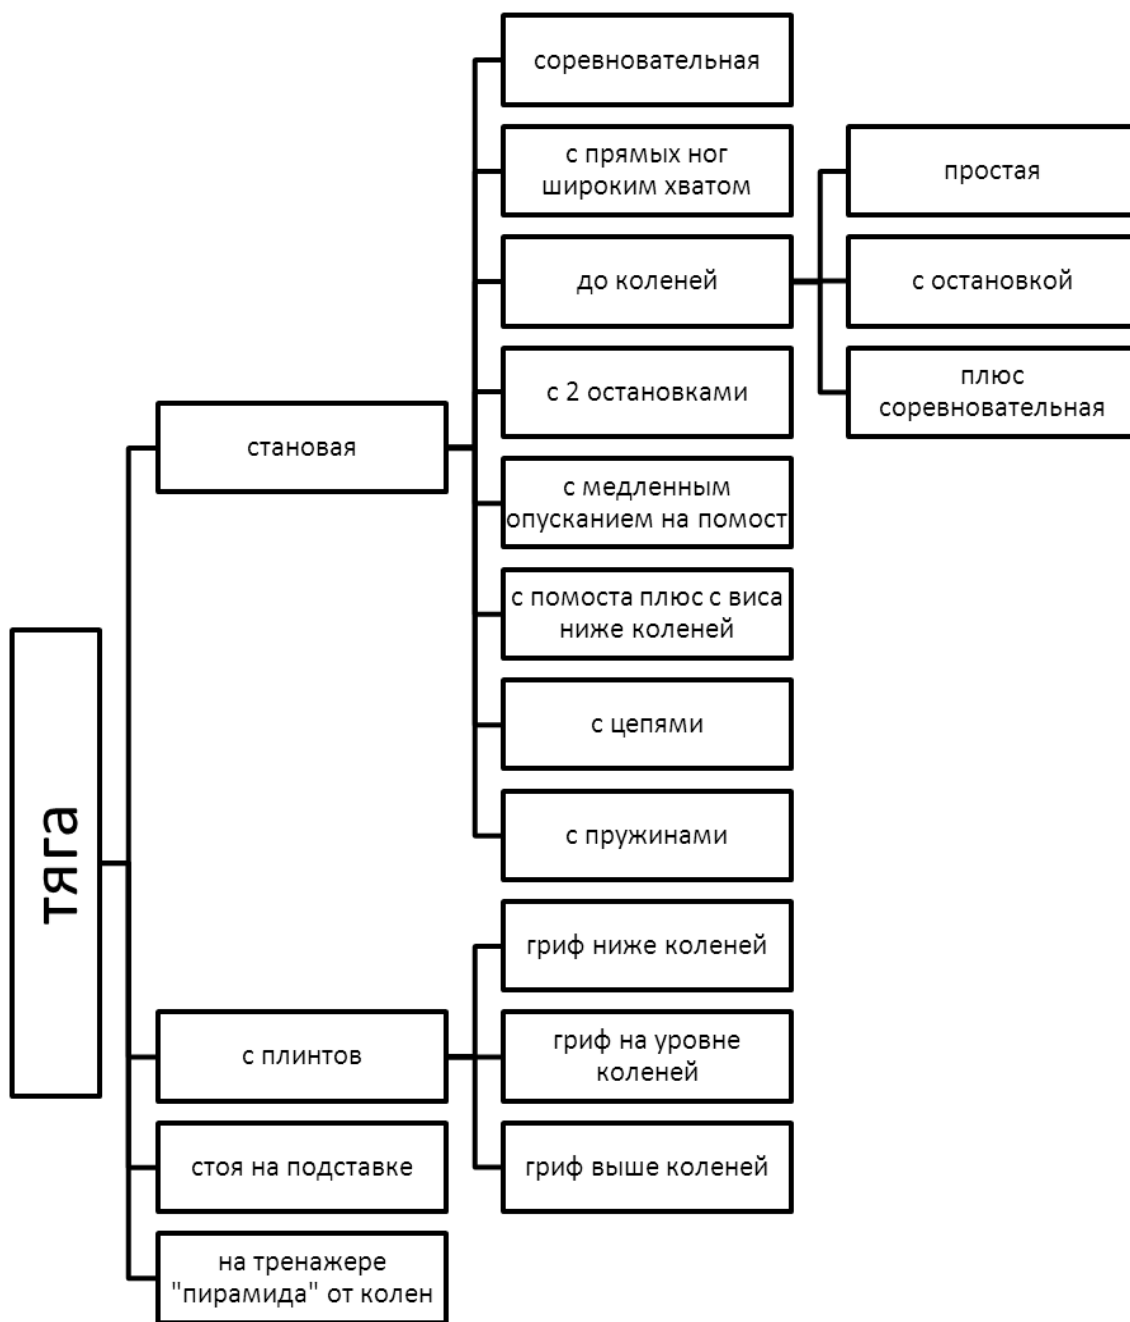 тяга
становая
соревновательная
с прямых ног
широким хватом
до коленей
простая
с остановкой
плюс
соревновательная
с 2 остановками
с медленным
опусканием на помост
с помоста плюс с виса
ниже коленей
с цепями
с пружинами
с плинтов
гриф ниже коленей
гриф на уровне
коленей
гриф выше коленей
стоя на подставке
на тренажере
"пирамида" от колен